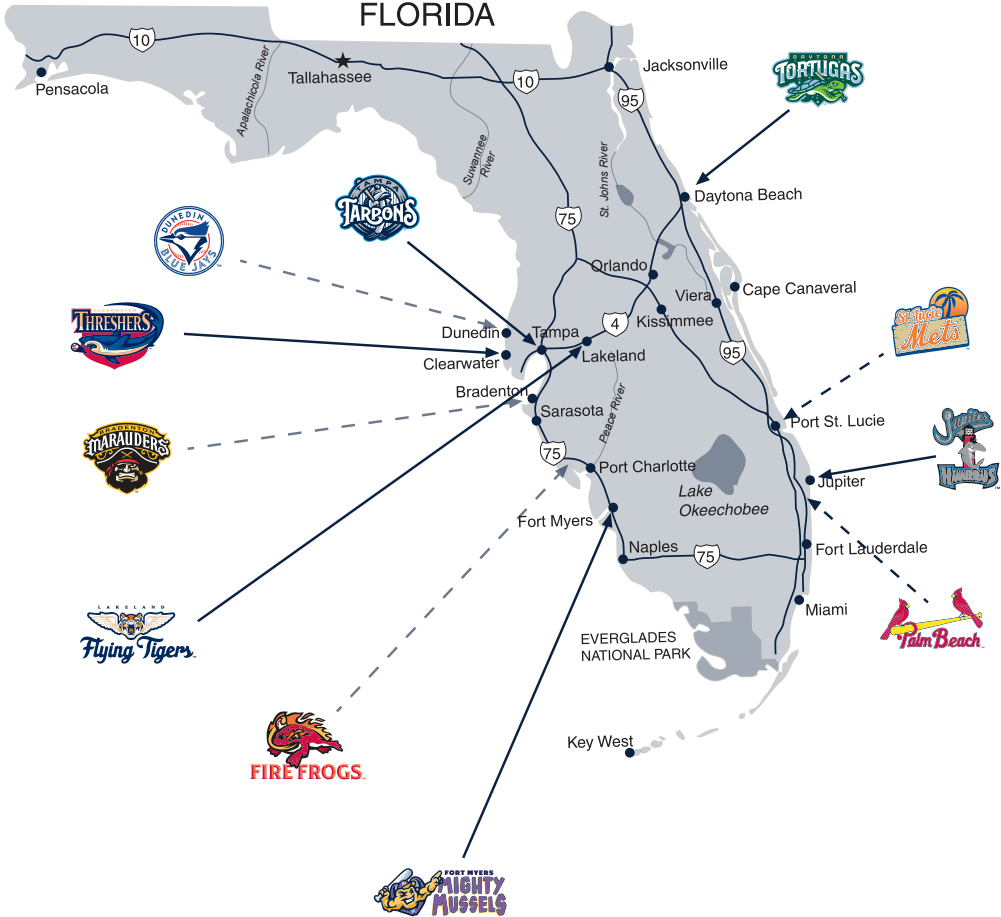 FLORIDA
10
Tallahassee
Pensacola
Apalachicola River
10
Jacksonville
95
Suwannee
River
St. Johns River
DAYTONA
TORTUGAS
Daytona Beach
TAMPA
TARPONS
75
DUNEDIN
BLUE JAYS
Orlando
Viera
Cape Canaveral
Kissimmee
CLEARWATER
THRESHERS
Dunedin
Tampa
4
Clearwater
Lakeland
95
St. Lucie
Mets
Bradenton
Sarasota
Peace River
Port St. Lucie
BRADENTON
MARAUDERS
75
Port Charlotte
Lake
Okeechobee
Jupiter
Jupiter
HAMMERHEADS
Fort Myers
Naples
75
Fort Lauderdale
LAKELAND
Flying Tigers
Miami
Palm Beach
EVERGLADES
NATIONAL PARK
Key West
FIRE FROGS
FORT MYERS
MIGHTY
MUSSELS